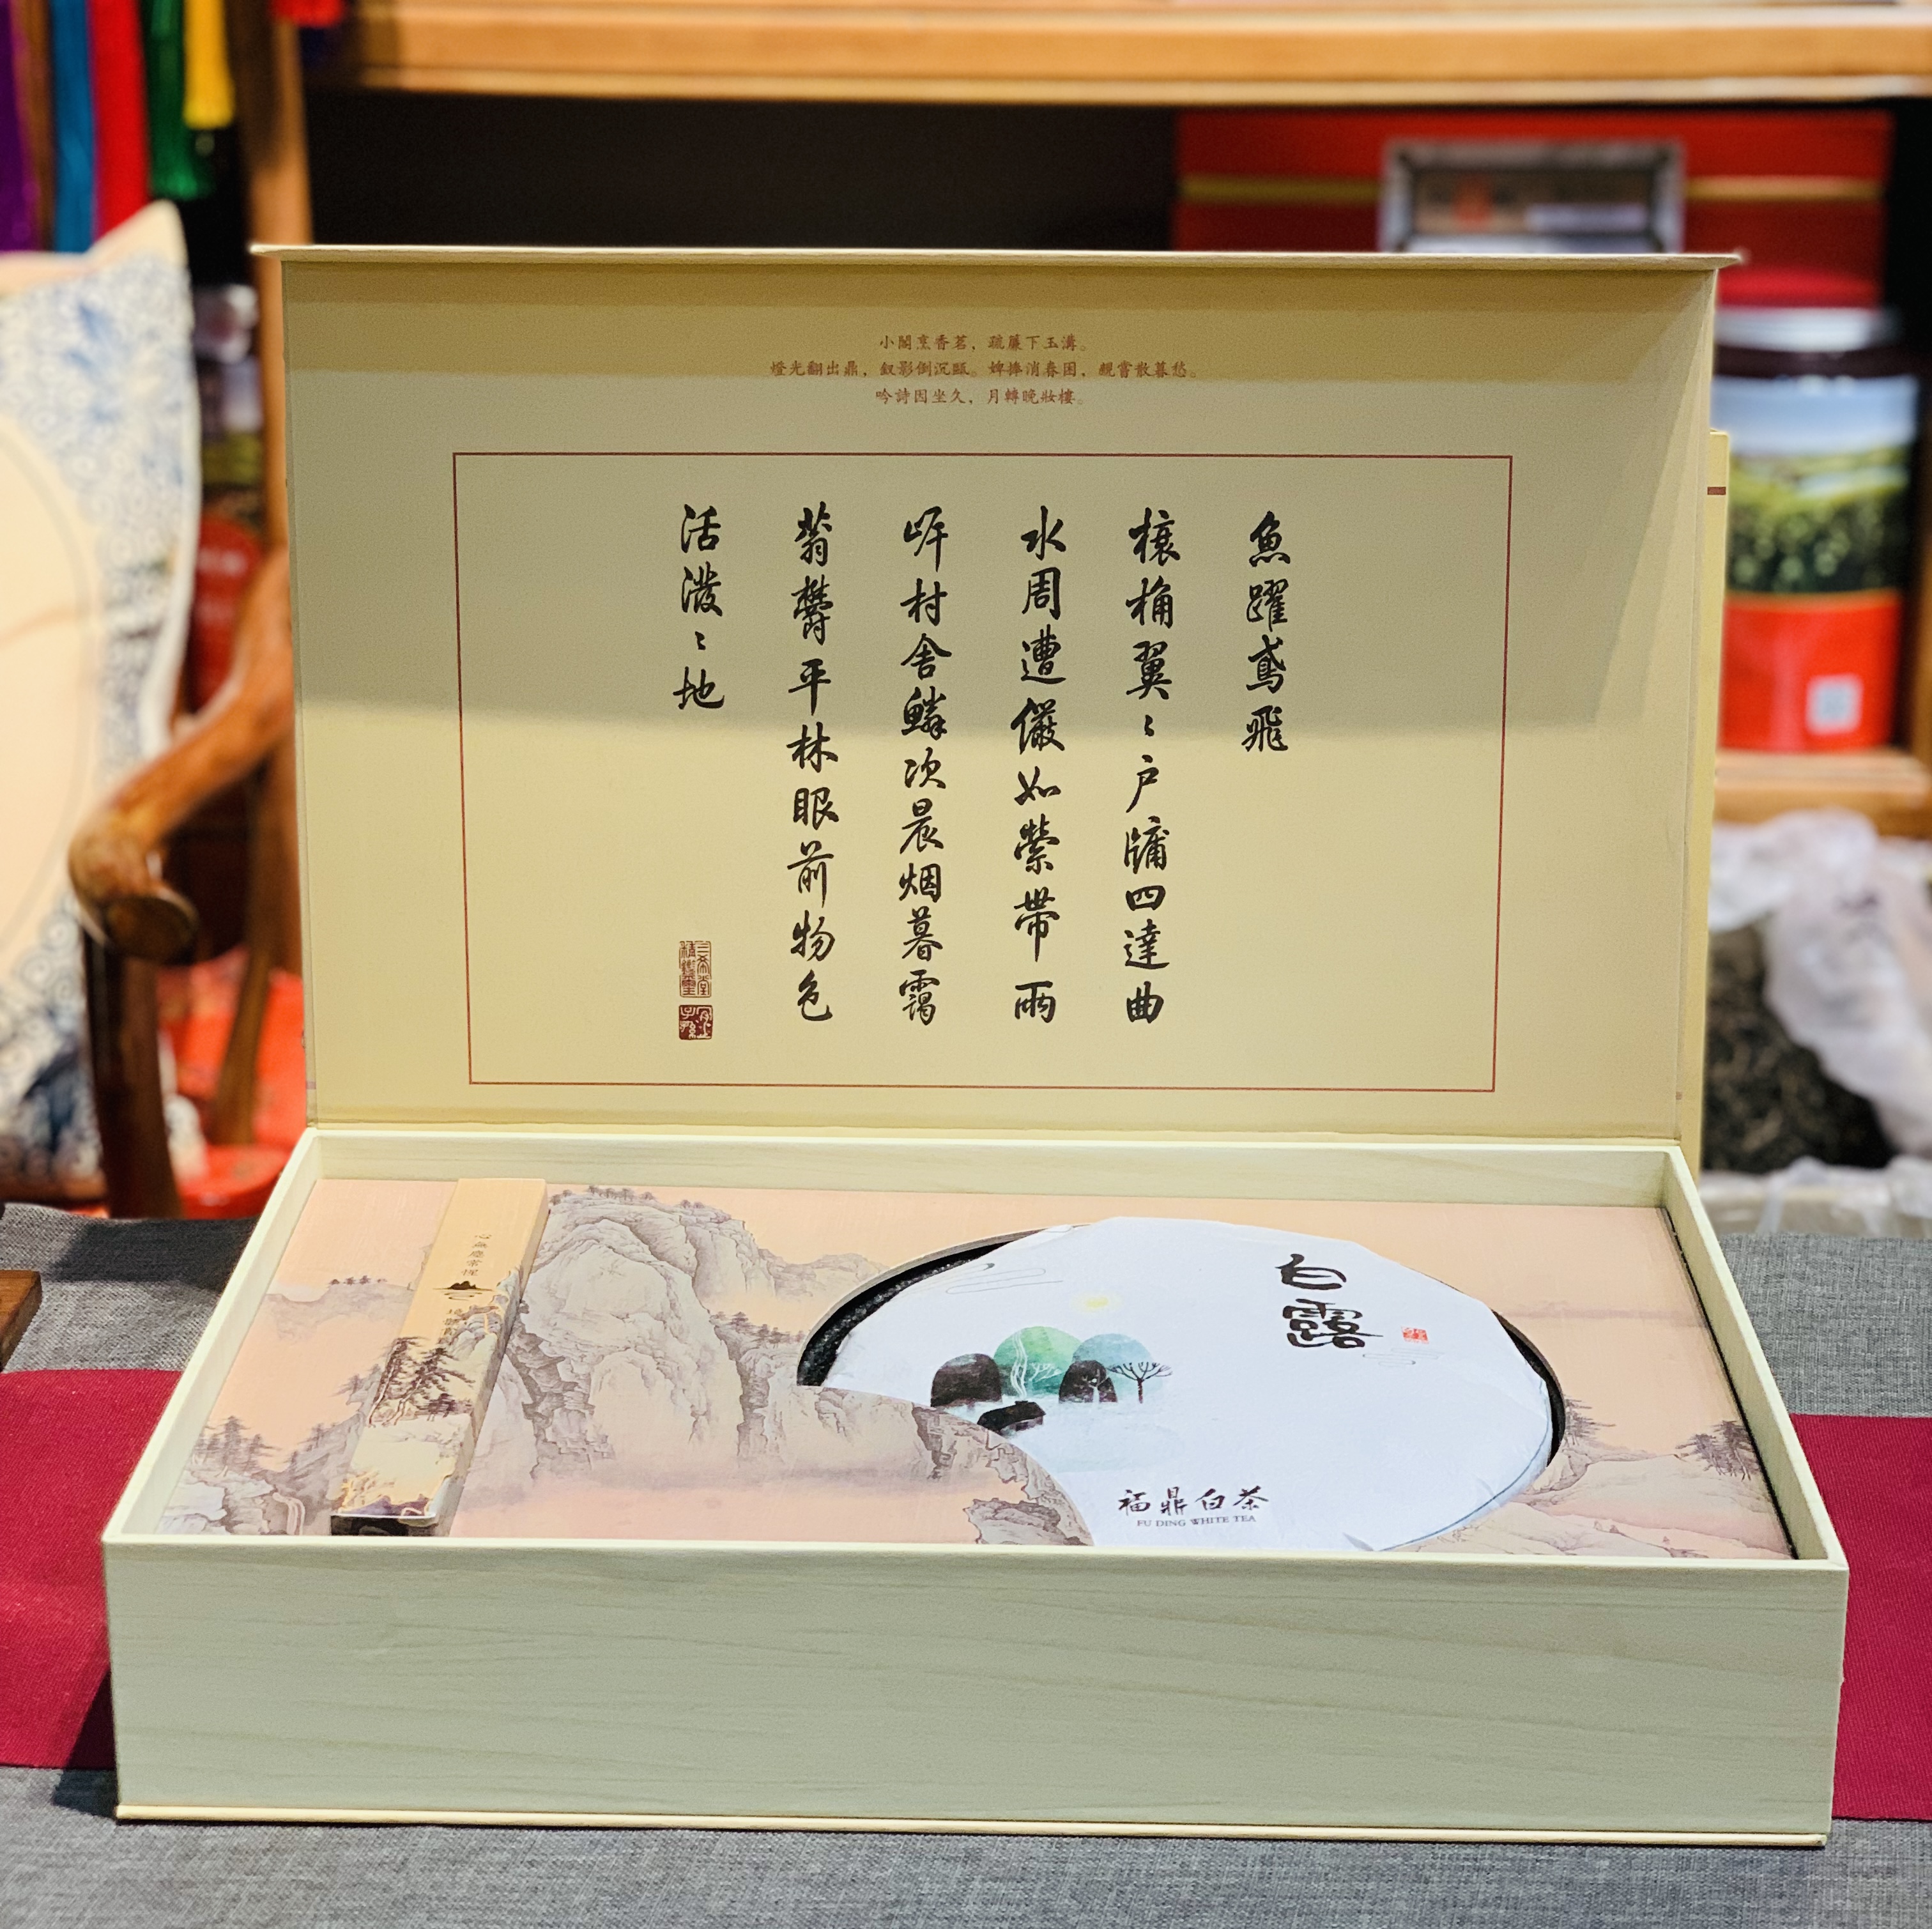 小閣烹香茗，疏簾下玉溝。
燈光翻出鼎，釵影倒沉甌。婢捧消春困，親嘗散暮愁。
吟詩因坐久，月轉晚妝樓。
魚躍鳶飛
榱桷翼〻户牖四達曲
水周遭儼如縈帶兩
岸村舍鱗次晨烟暮靄
蓊欝平林眼前物色
活潑〻地
白露
福鼎白茶
FU DING WHITE TEA